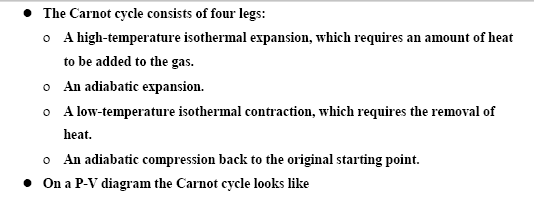 ● The Carnot cycle consists of four legs:
o A high-temperature isothermal expansion, which requires an amount of heat
to be added to the gas.
o An adiabatic expansion.
o A low-temperature isothermal contraction, which requires the removal of
heat.
o An adiabatic compression back to the original starting point.
● On a P-V diagram the Carnot cycle looks like